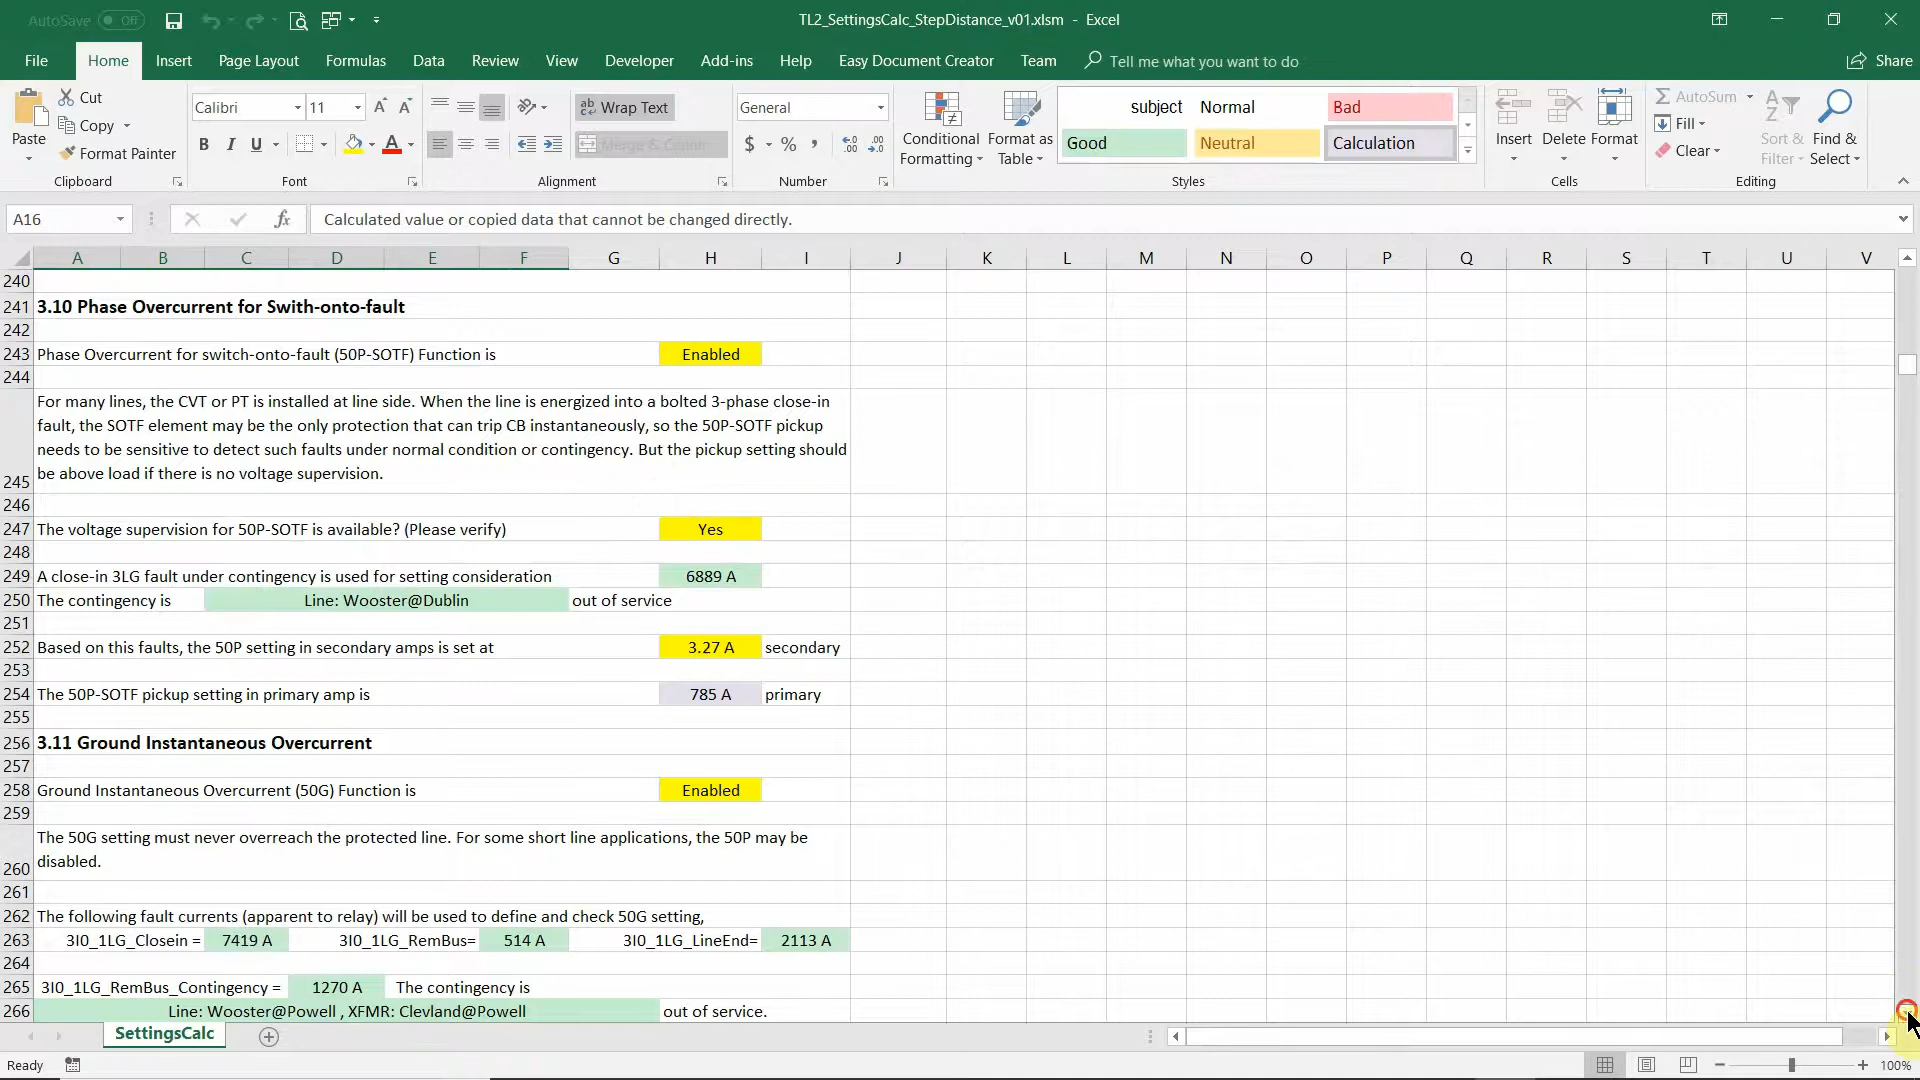 AutoSave Off
TL2_SettingsCalc_StepDistance_v01.xlsm - Excel
File Home Insert Page Layout Formulas Data Review View Developer Add-ins Help Easy Document Creator Team Tell me what you want to do Share
Paste
Cut
Copy
Format Painter
Clipboard
Calibri 11
B I U
Font
Wrap Text
Merge & Center
Alignment
General
$ % ,
Number
Conditional Formatting
Format as Table
subject Normal Bad
Good Neutral Calculation
Styles
Insert Delete Format
Cells
AutoSum
Fill
Clear
Sort & Filter
Find & Select
Editing
A16 fx Calculated value or copied data that cannot be changed directly.
A B C D E F G H I J K L M N O P Q R S T U V
240
241 3.10 Phase Overcurrent for Swith-onto-fault
242
243 Phase Overcurrent for switch-onto-fault (50P-SOTF) Function is Enabled
244
For many lines, the CVT or PT is installed at line side. When the line is energized into a bolted 3-phase close-in
fault, the SOTF element may be the only protection that can trip CB instantaneously, so the 50P-SOTF pickup
needs to be sensitive to detect such faults under normal condition or contingency. But the pickup setting should
245 be above load if there is no voltage supervision.
246
247 The voltage supervision for 50P-SOTF is available? (Please verify) Yes
248
249 A close-in 3LG fault under contingency is used for setting consideration 6889 A
250 The contingency is Line: Wooster@Dublin out of service
251
252 Based on this faults, the 50P setting in secondary amps is set at 3.27 A secondary
253
254 The 50P-SOTF pickup setting in primary amp is 785 A primary
255
256 3.11 Ground Instantaneous Overcurrent
257
258 Ground Instantaneous Overcurrent (50G) Function is Enabled
259
The 50G setting must never overreach the protected line. For some short line applications, the 50P may be
260 disabled.
261
262 The following fault currents (apparent to relay) will be used to define and check 50G setting,
263 3I0_1LG_Closein = 7419 A 3I0_1LG_RemBus= 514 A 3I0_1LG_LineEnd= 2113 A
264
265 3I0_1LG_RemBus_Contingency = 1270 A The contingency is
266 Line: Wooster@Powell , XFMR: Clevland@Powell out of service.
SettingsCalc
Ready 100%